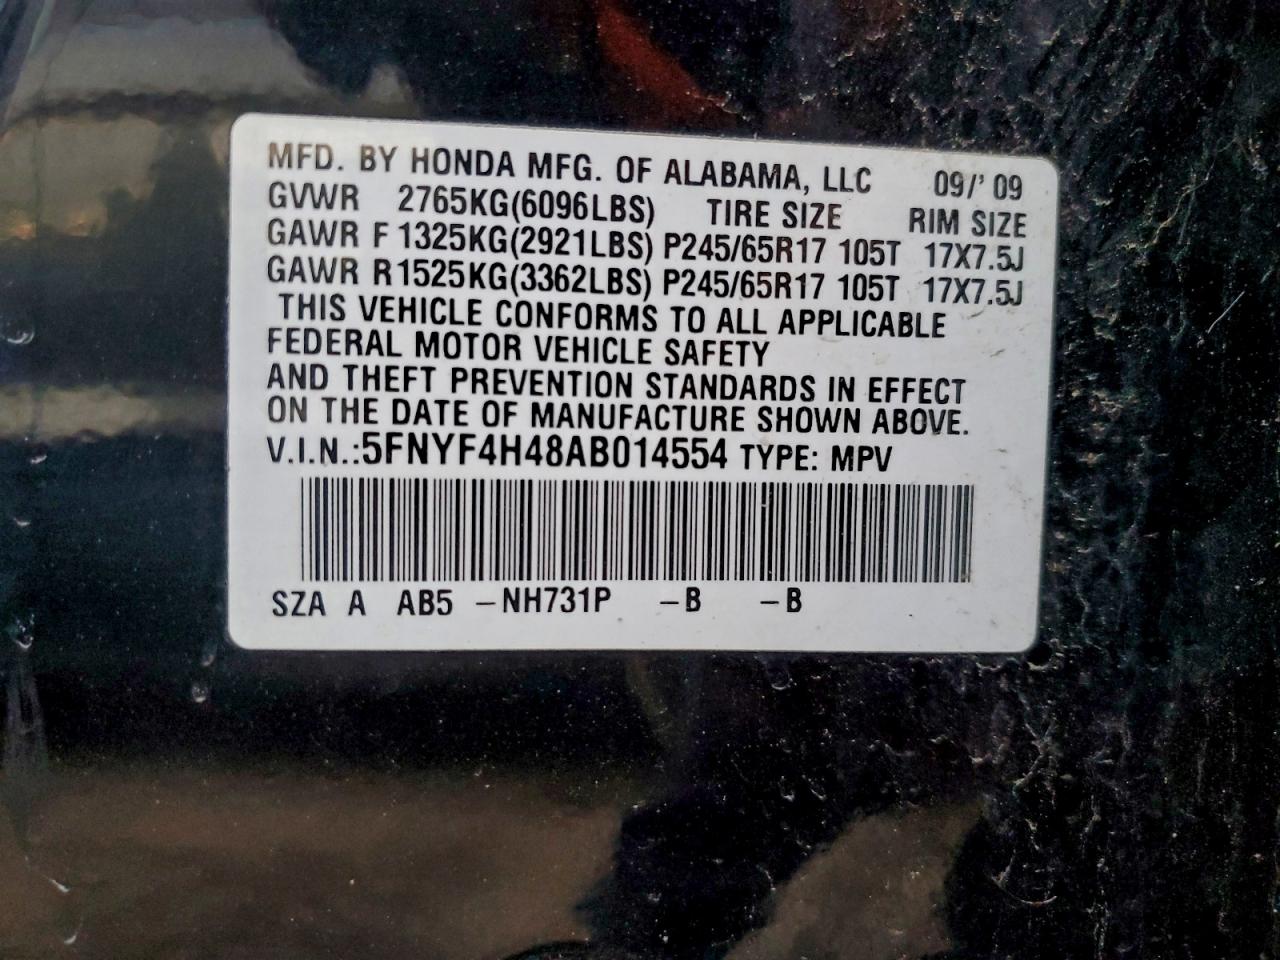 MFD. BY HONDA MFG. OF ALABAMA, LLC 09/' 09
GVWR 2765KG(6096LBS) TIRE SIZE RIM SIZE
GAWR F 1325KG(2921LBS) P245/65R17 105T 17X7.5J
GAWR R1525KG(3362LBS) P245/65R17 105T 17X7.5J
THIS VEHICLE CONFORMS TO ALL APPLICABLE
FEDERAL MOTOR VEHICLE SAFETY
AND THEFT PREVENTION STANDARDS IN EFFECT
ON THE DATE OF MANUFACTURE SHOWN ABOVE.
V.I.N.:5FNYF4H48AB014554 TYPE: MPV
SZA A AB5 -NH731P -B -B